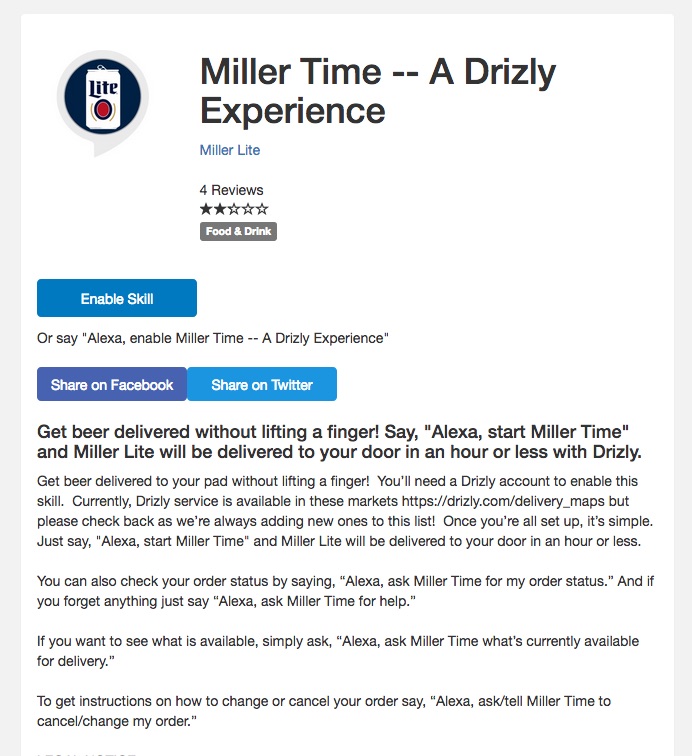 Lite
Miller Time -- A Drizly
Experience
Miller Lite
4 Reviews
Food & Drink
Enable Skill
Or say "Alexa, enable Miller Time -- A Drizly Experience"
Share on Facebook
Share on Twitter
Get beer delivered without lifting a finger! Say, "Alexa, start Miller Time"
and Miller Lite will be delivered to your door in an hour or less with Drizly.
Get beer delivered to your pad without lifting a finger!  You’ll need a Drizly account to enable this
skill.  Currently, Drizly service is available in these markets https://drizly.com/delivery_maps but
please check back as we’re always adding new ones to this list!  Once you’re all set up, it’s simple.
Just say, "Alexa, start Miller Time" and Miller Lite will be delivered to your door in an hour or less.
You can also check your order status by saying, “Alexa, ask Miller Time for my order status.” And if
you forget anything just say “Alexa, ask Miller Time for help.”
If you want to see what is available, simply ask, “Alexa, ask Miller Time what’s currently available
for delivery.”
To get instructions on how to change or cancel your order say, “Alexa, ask/tell Miller Time to
cancel/change my order.”